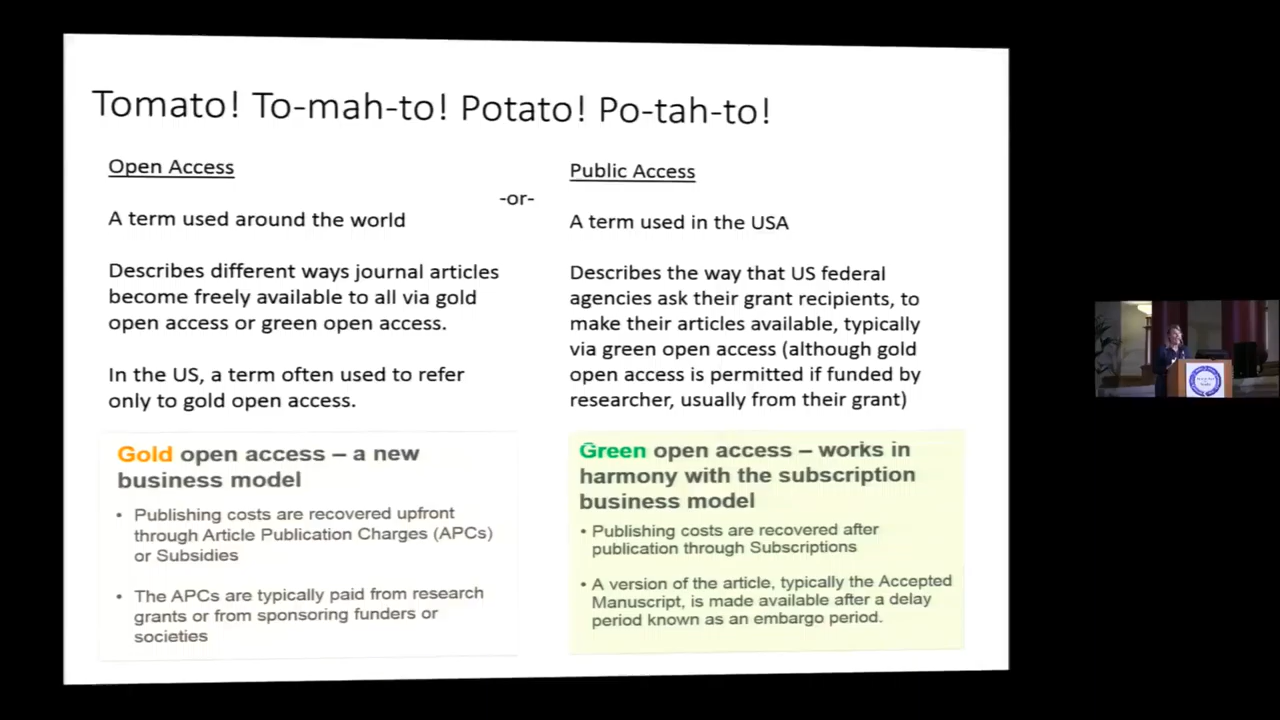 Tomato! To-mah-to! Potato! Po-tah-to!
Open Access
-or-
A term used around the world
Describes different ways journal articles
become freely available to all via gold
open access or green open access.
In the US, a term often used to refer
only to gold open access.
Public Access
A term used in the USA
Describes the way that US federal
agencies ask their grant recipients, to
make their articles available, typically
via green open access (although gold
open access is permitted if funded by
researcher, usually from their grant)
Gold open access – a new
business model
• Publishing costs are recovered upfront
through Article Publication Charges (APCs)
or Subsidies
• The APCs are typically paid from research
grants or from sponsoring funders or
societies
Green open access – works in
harmony with the subscription
business model
• Publishing costs are recovered after
publication through Subscriptions
• A version of the article, typically the Accepted
Manuscript, is made available after a delay
period known as an embargo period.